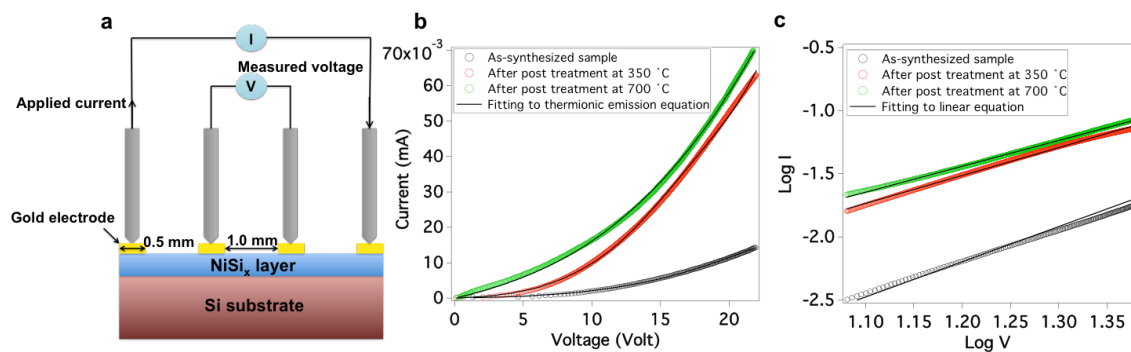 a
I
Measured voltage
Applied current
V
Gold electrode
0.5 mm
1.0 mm
NiSiₓ layer
Si substrate
b
70x10⁻³
60
50
40
30
20
10
0
Current (mA)
As-synthesized sample
After post treatment at 350 ˚C
After post treatment at 700 ˚C
Fitting to thermionic emission equation
0 5 10 15 20
Voltage (Volt)
c
-0.5
-1.0
-1.5
-2.0
-2.5
Log I
As-synthesized sample
After post treatment at 350 ˚C
After post treatment at 700 ˚C
Fitting to linear equation
1.10 1.15 1.20 1.25 1.30 1.35
Log V